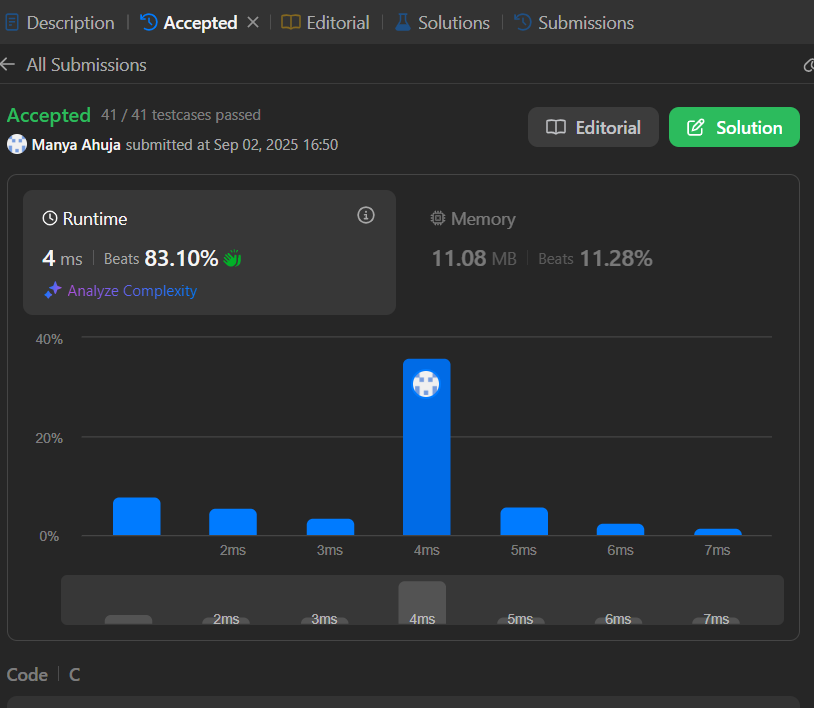 Description | Accepted × | Editorial | Solutions | Submissions
← All Submissions
Accepted 41 / 41 testcases passed
Manya Ahuja submitted at Sep 02, 2025 16:50
Editorial
Solution
Runtime
4 ms | Beats 83.10%
Analyze Complexity
Memory
11.08 MB | Beats 11.28%
40%
20%
0%
2ms 3ms 4ms 5ms 6ms 7ms
2ms 3ms 4ms 5ms 6ms 7ms
Code | C